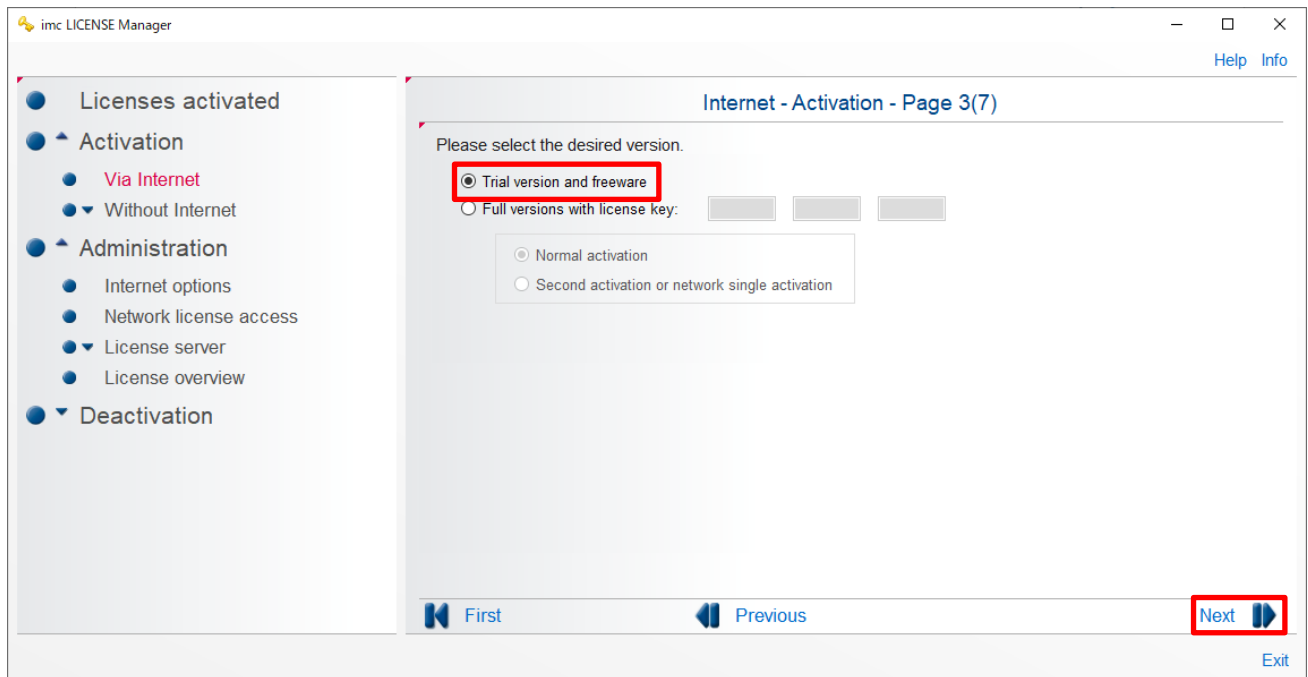 imc LICENSE Manager
Help Info
Licenses activated
Activation
Via Internet
Without Internet
Administration
Internet options
Network license access
License server
License overview
Deactivation
Internet - Activation - Page 3(7)
Please select the desired version.
Trial version and freeware
Full versions with license key:
Normal activation
Second activation or network single activation
First Previous Next
Exit